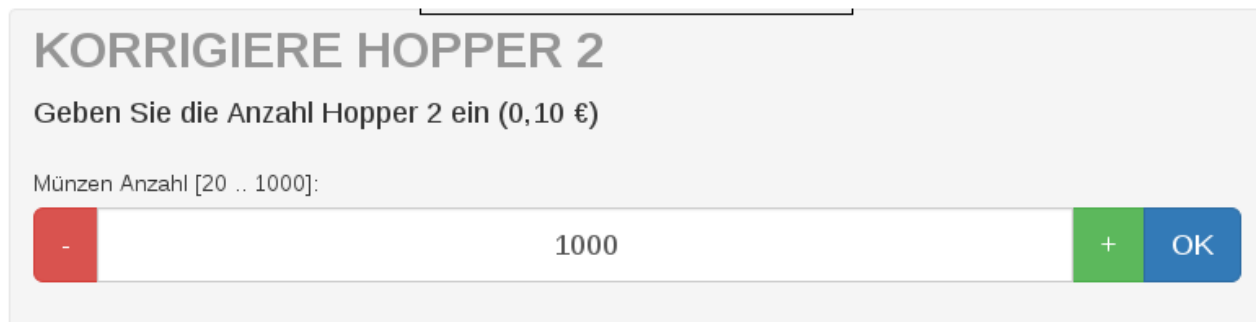 KORRIGIERE HOPPER 2
Geben Sie die Anzahl Hopper 2 ein (0,10 €)
Münzen Anzahl [20 .. 1000]:
- 1000 + OK